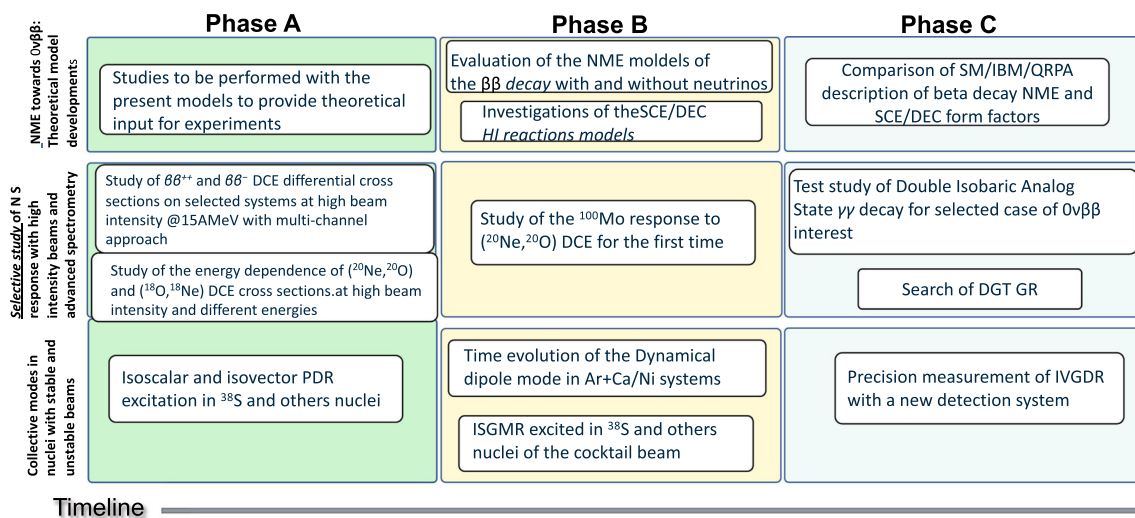 Phase A
Phase B
Phase C
NME towards 0νββ:
Theoretical model
developments
Studies to be performed with the
present models to provide theoretical
input for experiments
Evaluation of the NME moldels of
the ββ decay with and without neutrinos
Investigations of theSCE/DEC
HI reactions models
Comparison of SM/IBM/QRPA
description of beta decay NME and
SCE/DEC form factors
Selective study of N S
response with high
intensity beams and
advanced spectrometry
Study of ββ⁺⁺ and ββ⁻ DCE differential cross
sections on selected systems at high beam
intensity @15AMeV with multi-channel
approach
Study of the energy dependence of (²⁰Ne,²⁰O)
and (¹⁸O,¹⁸Ne) DCE cross sections.at high beam
intensity and different energies
Study of the ¹⁰⁰Mo response to
(²⁰Ne,²⁰O) DCE for the first time
Test study of Double Isobaric Analog
State γγ decay for selected case of 0νββ
interest
Search of DGT GR
Collective modes in
nuclei with stable and
unstable beams
Isoscalar and isovector PDR
excitation in ³⁸S and others nuclei
Time evolution of the Dynamical
dipole mode in Ar+Ca/Ni systems
ISGMR excited in ³⁸S and others
nuclei of the cocktail beam
Precision measurement of IVGDR
with a new detection system
Timeline